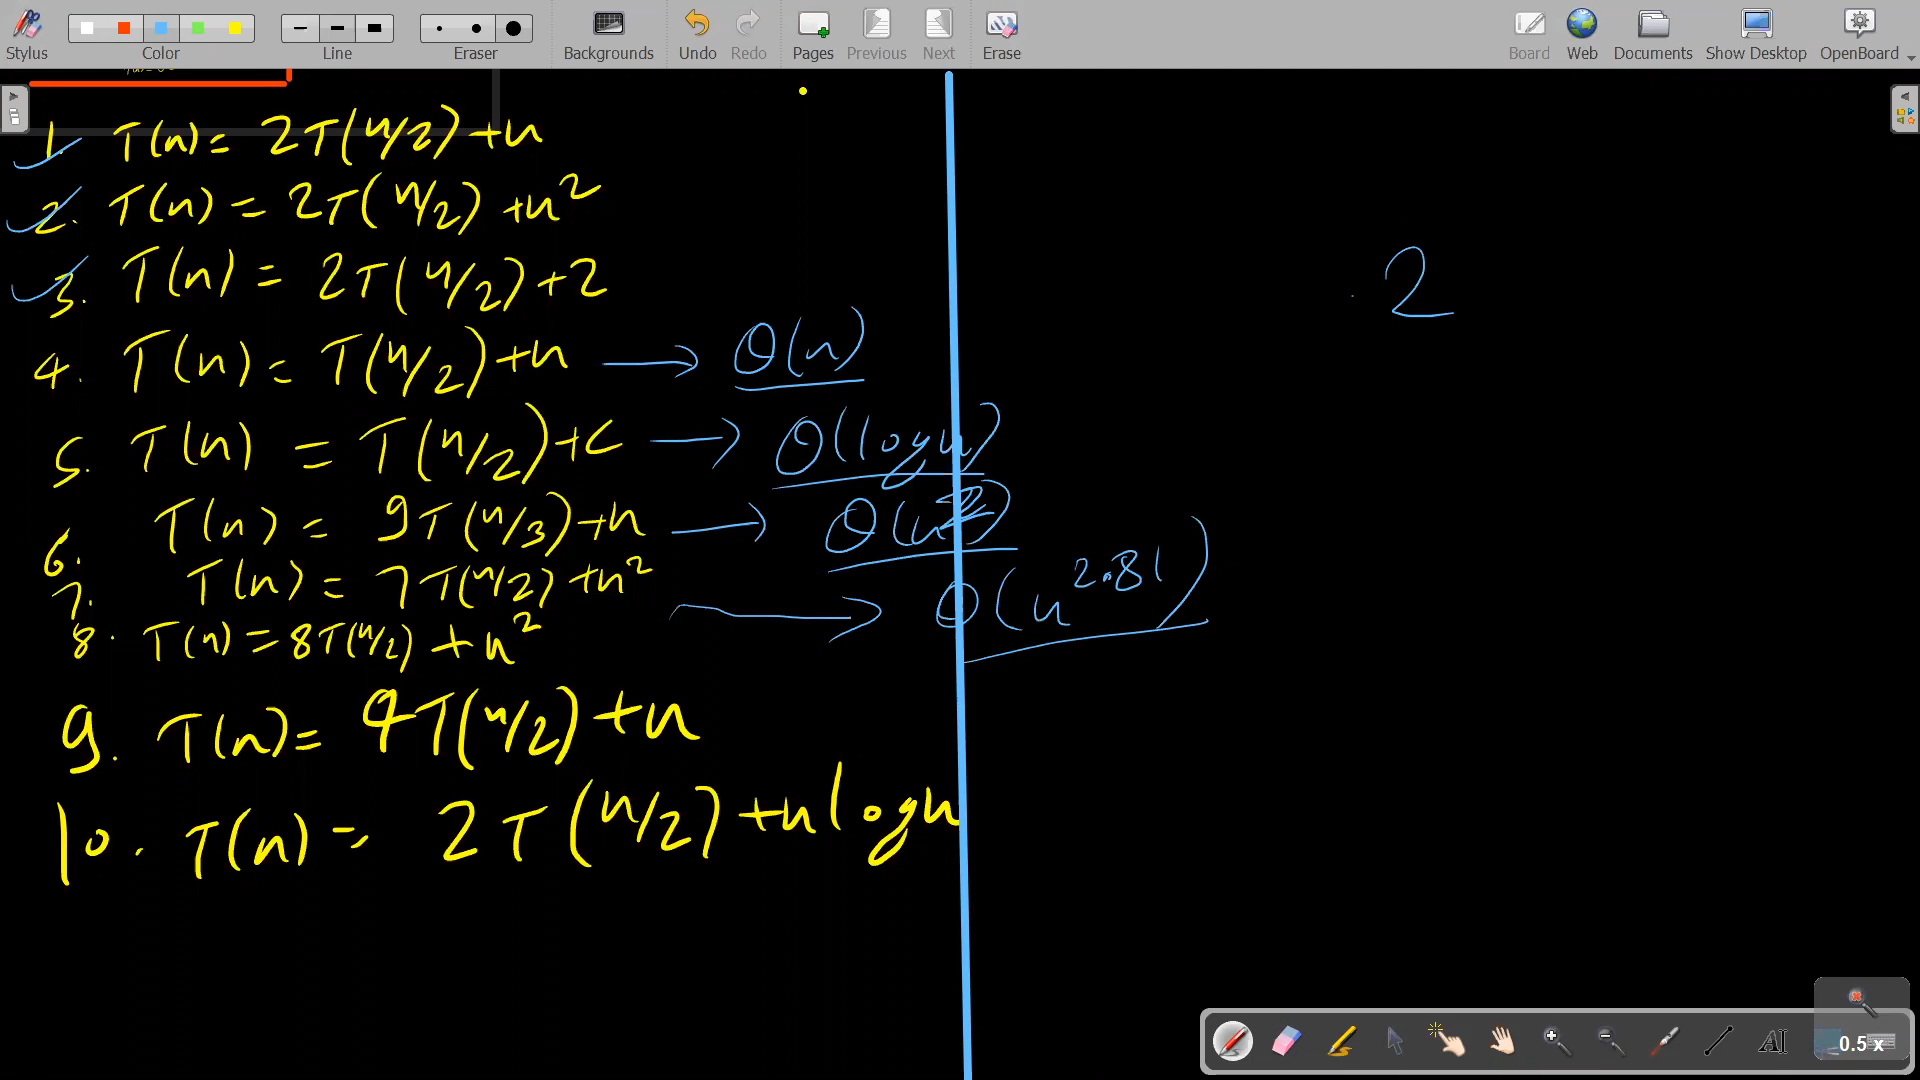 Stylus Color Line Eraser Backgrounds Undo Redo Pages Previous Next Erase Board Web Documents Show Desktop OpenBoard
1. T(n)= 2T(n/2)+n
2. T(n) = 2T(n/2) +n²
3. T(n) = 2T(n/2)+2
2
4. T(n)= T(n/2)+n → Θ(n)
5. T(n) = T(n/2)+c → Θ(logn)
6. T(n) = 9T(n/3)+n → Θ(n²)
7. T(n)= 7T(n/2)+n² → Θ(n^2.81)
8. T(n)=8T(n/2)+n²
9. T(n)= 4T(n/2)+n
10. T(n)= 2T(n/2)+nlogn
0.5 x